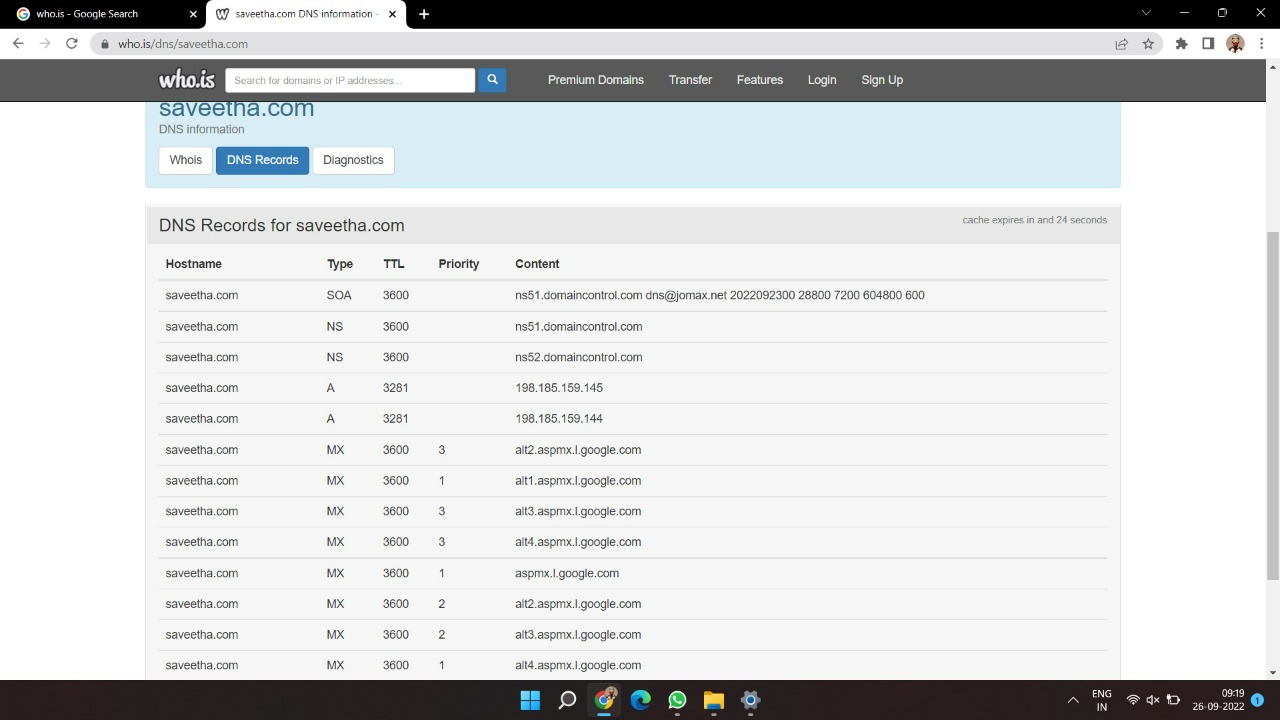 who.is - Google Search
saveetha.com DNS information -
who.is/dns/saveetha.com
who.is Search for domains or IP addresses... Premium Domains Transfer Features Login Sign Up
saveetha.com
DNS information
Whois DNS Records Diagnostics
DNS Records for saveetha.com cache expires in and 24 seconds
Hostname Type TTL Priority Content
saveetha.com SOA 3600 ns51.domaincontrol.com dns@jomax.net 2022092300 28800 7200 604800 600
saveetha.com NS 3600 ns51.domaincontrol.com
saveetha.com NS 3600 ns52.domaincontrol.com
saveetha.com A 3281 198.185.159.145
saveetha.com A 3281 198.185.159.144
saveetha.com MX 3600 3 alt2.aspmx.l.google.com
saveetha.com MX 3600 1 alt1.aspmx.l.google.com
saveetha.com MX 3600 3 alt3.aspmx.l.google.com
saveetha.com MX 3600 3 alt4.aspmx.l.google.com
saveetha.com MX 3600 1 aspmx.l.google.com
saveetha.com MX 3600 2 alt2.aspmx.l.google.com
saveetha.com MX 3600 2 alt3.aspmx.l.google.com
saveetha.com MX 3600 1 alt4.aspmx.l.google.com
ENG 09:19
IN 26-09-2022 1